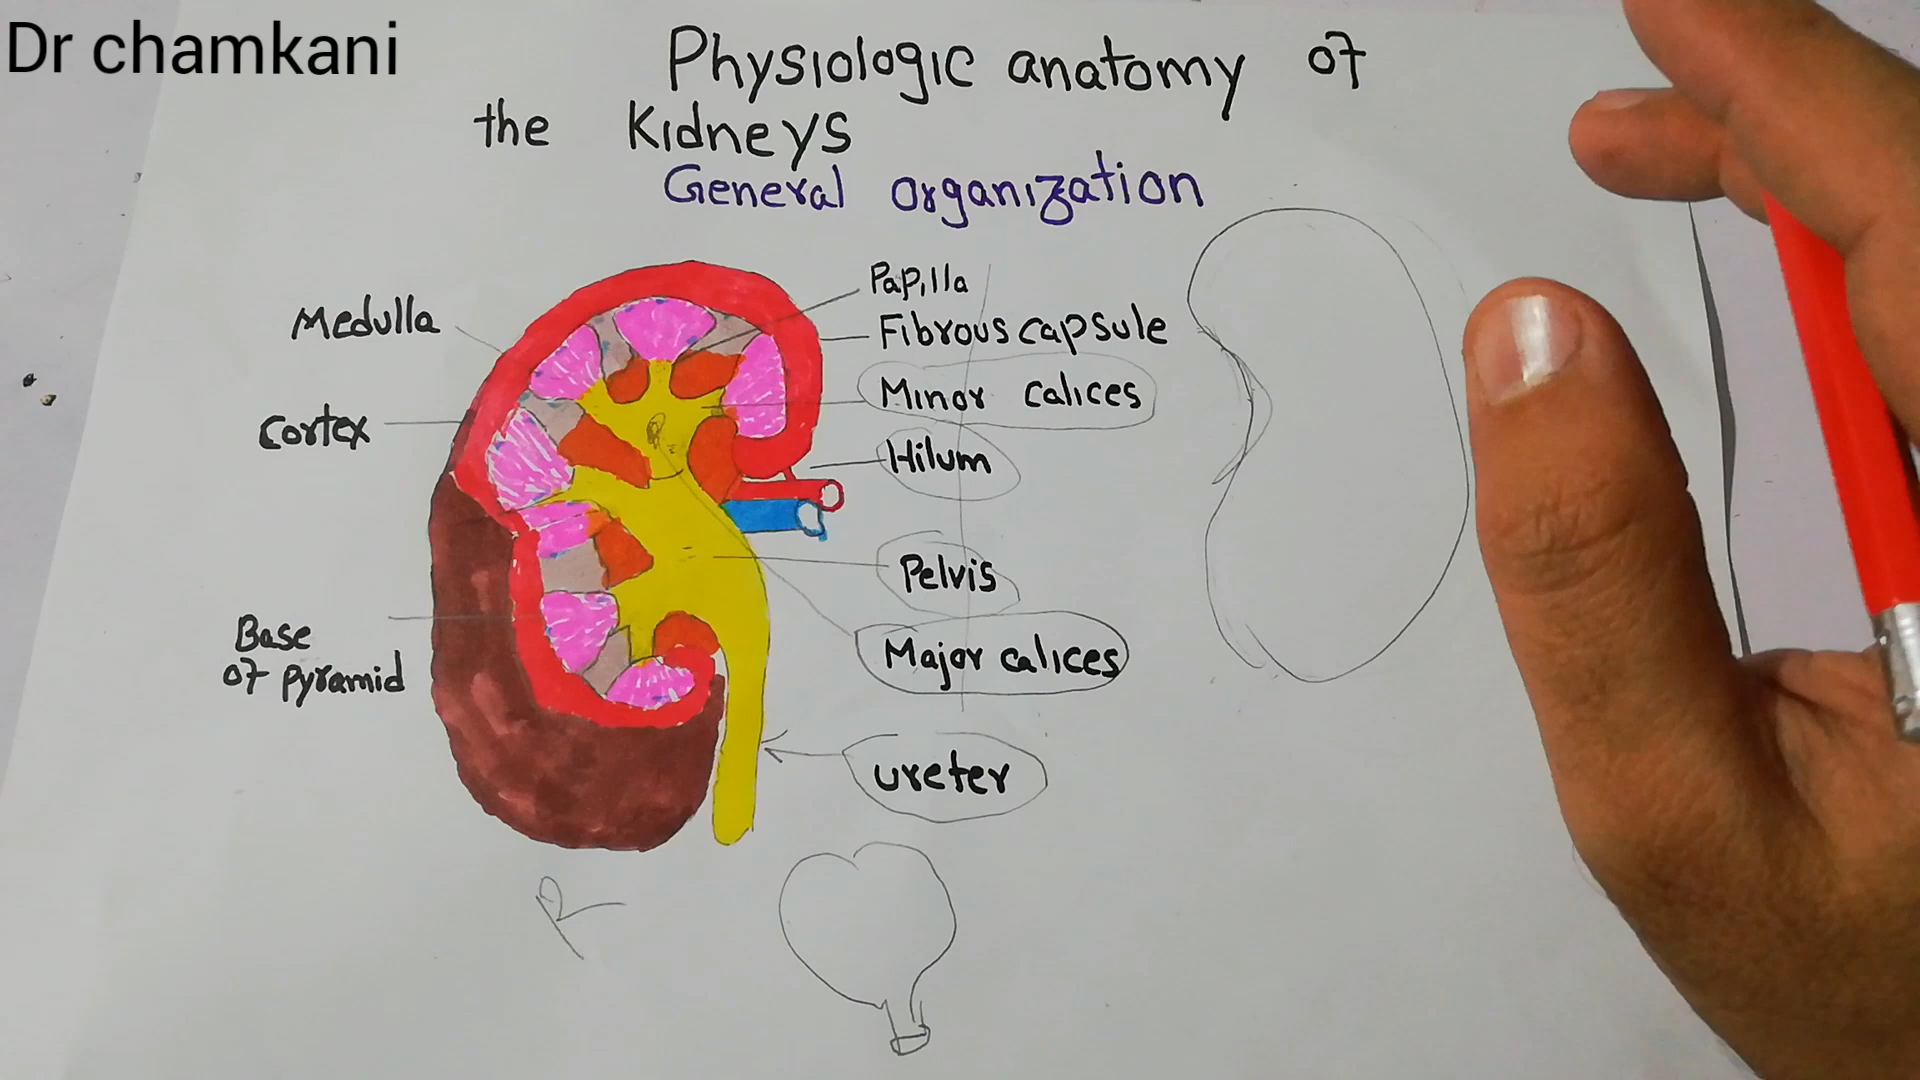 Dr chamkani
Physiologic anatomy of
the Kidneys
General organization
Papilla
Medulla
Fibrous capsule
Minor calices
Cortex
Hilum
Pelvis
Base
of pyramid
Major calices
ureter
R